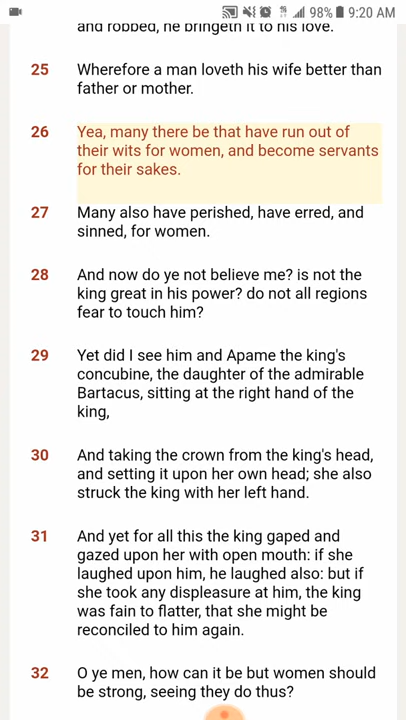 98% 9:20 AM
and robbed, he bringeth it to his love.
25 Wherefore a man loveth his wife better than
father or mother.
26 Yea, many there be that have run out of
their wits for women, and become servants
for their sakes.
27 Many also have perished, have erred, and
sinned, for women.
28 And now do ye not believe me? is not the
king great in his power? do not all regions
fear to touch him?
29 Yet did I see him and Apame the king's
concubine, the daughter of the admirable
Bartacus, sitting at the right hand of the
king,
30 And taking the crown from the king's head,
and setting it upon her own head; she also
struck the king with her left hand.
31 And yet for all this the king gaped and
gazed upon her with open mouth: if she
laughed upon him, he laughed also: but if
she took any displeasure at him, the king
was fain to flatter, that she might be
reconciled to him again.
32 O ye men, how can it be but women should
be strong, seeing they do thus?